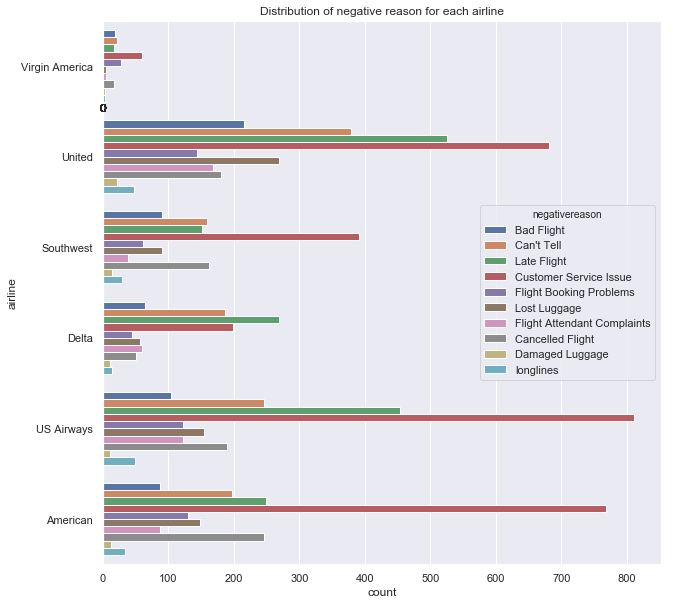 Distribution of negative reason for each airline
Virgin America
United
Southwest
Delta
US Airways
American
airline
negativereason
Bad Flight
Can't Tell
Late Flight
Customer Service Issue
Flight Booking Problems
Lost Luggage
Flight Attendant Complaints
Cancelled Flight
Damaged Luggage
longlines
0 100 200 300 400 500 600 700 800
count